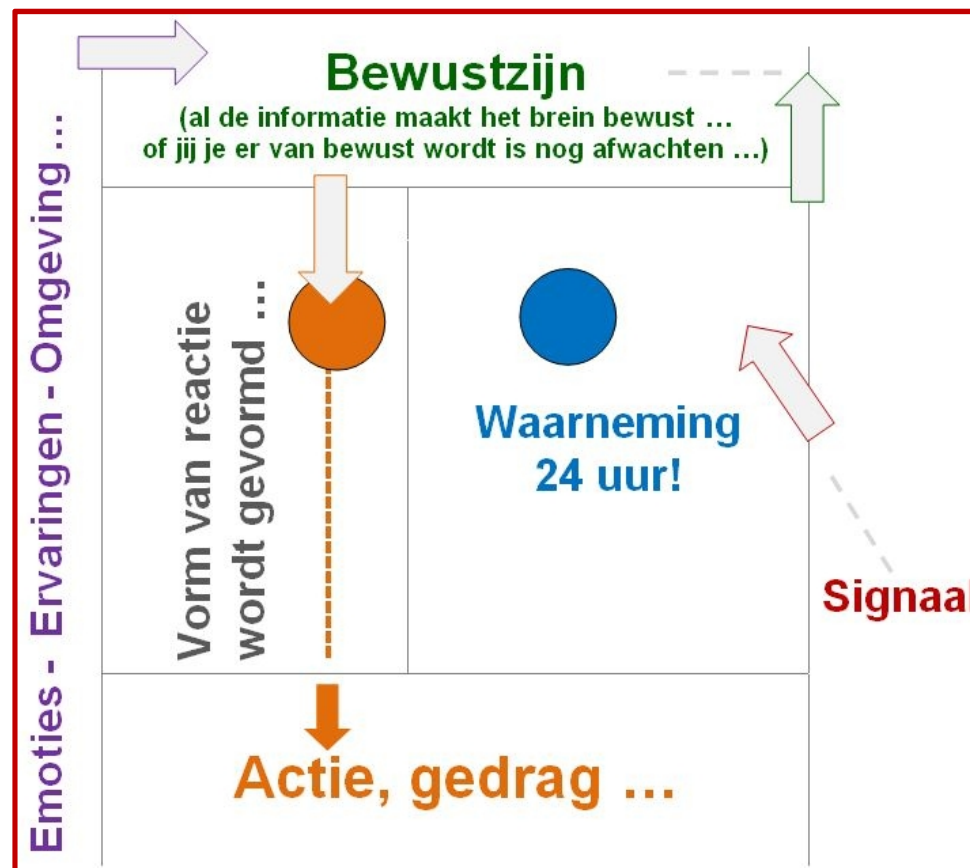 Emoties - Ervaringen - Omgeving ...
Bewustzijn
(al de informatie maakt het brein bewust ...
of jij je er van bewust wordt is nog afwachten ...)
Vorm van reactie
wordt gevormd ...
Waarneming
24 uur!
Signaal
Actie, gedrag ...